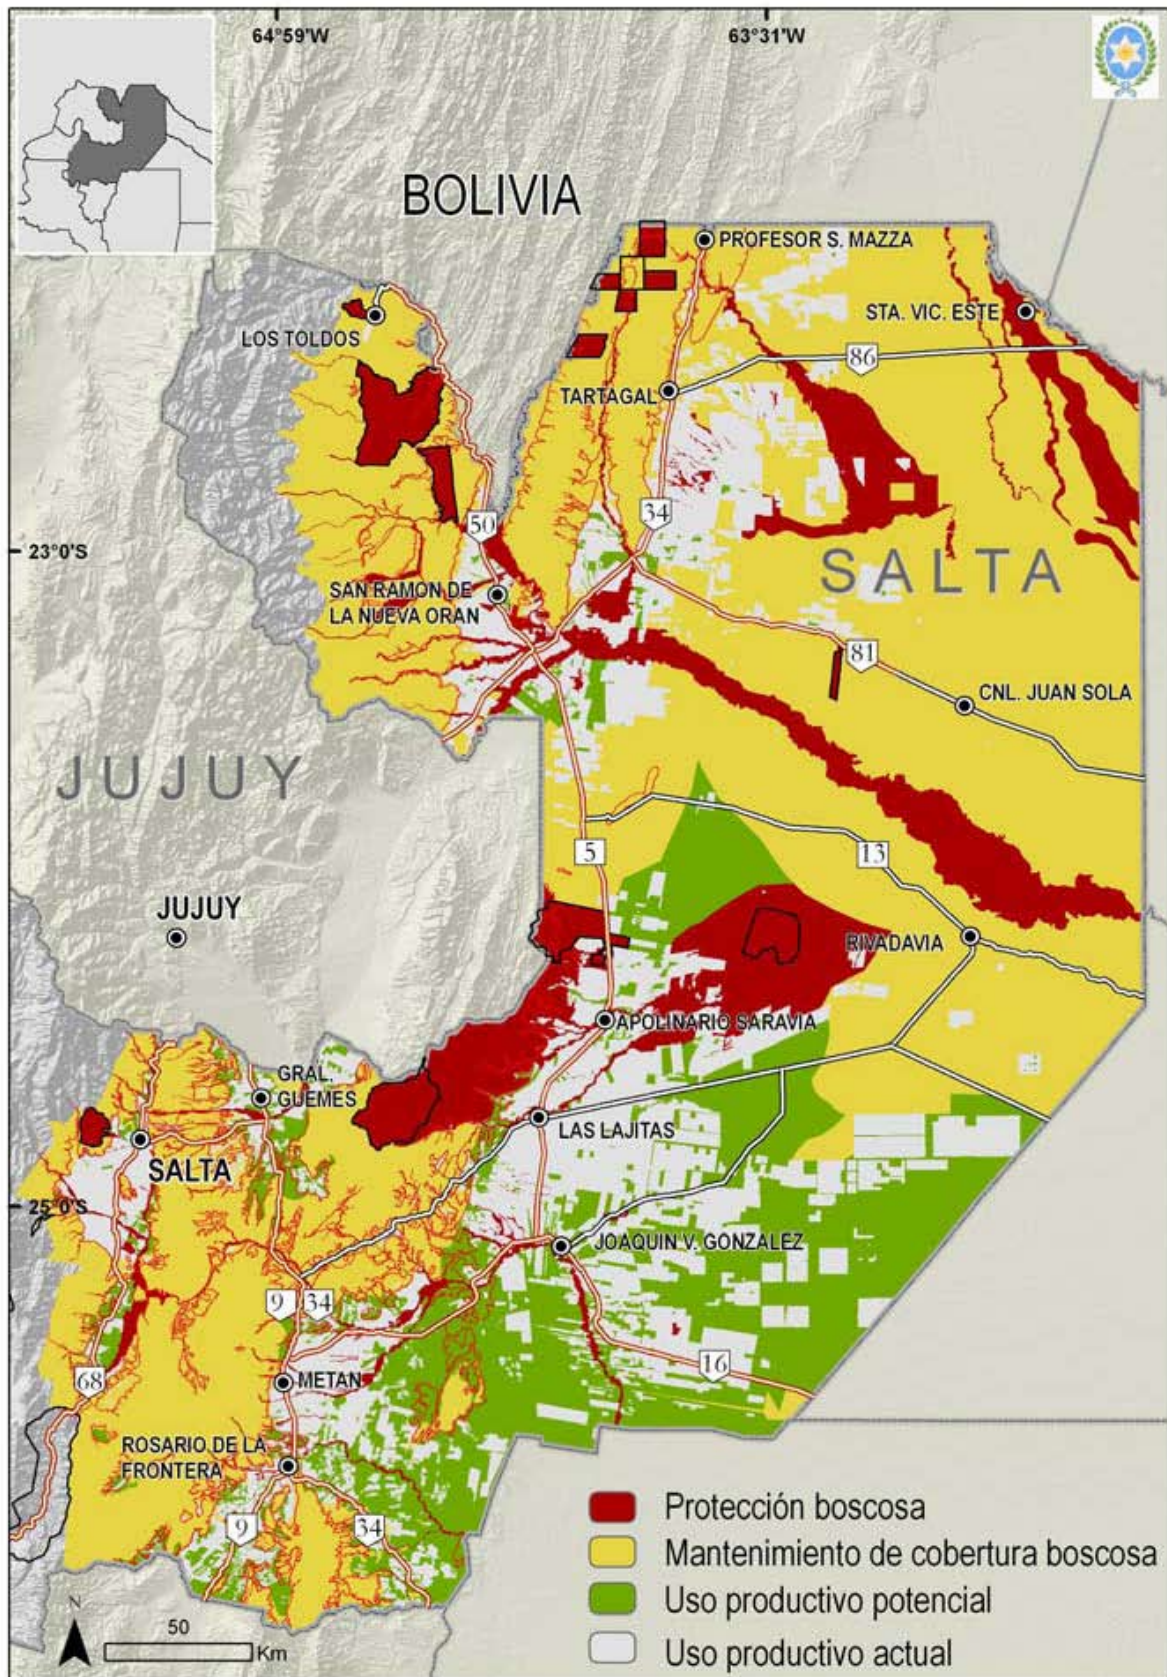 64°59'W
63°31'W
BOLIVIA
PROFESOR S. MAZZA
LOS TOLDOS
STA. VIC. ESTE
86
TARTAGAL
50
34
23°0'S
SALTA
SAN RAMON DE
LA NUEVA ORAN
81
CNL. JUAN SOLA
JUJUY
5
13
JUJUY
RIVADAVIA
APOLINARIO SARAVIA
GRAL.
GUEMES
LAS LAJITAS
SALTA
25°0'S
JOAQUIN V. GONZALEZ
9
34
16
68
METAN
ROSARIO DE LA
FRONTERA
9
34
Protección boscosa
Mantenimiento de cobertura boscosa
Uso productivo potencial
Uso productivo actual
N
50
Km